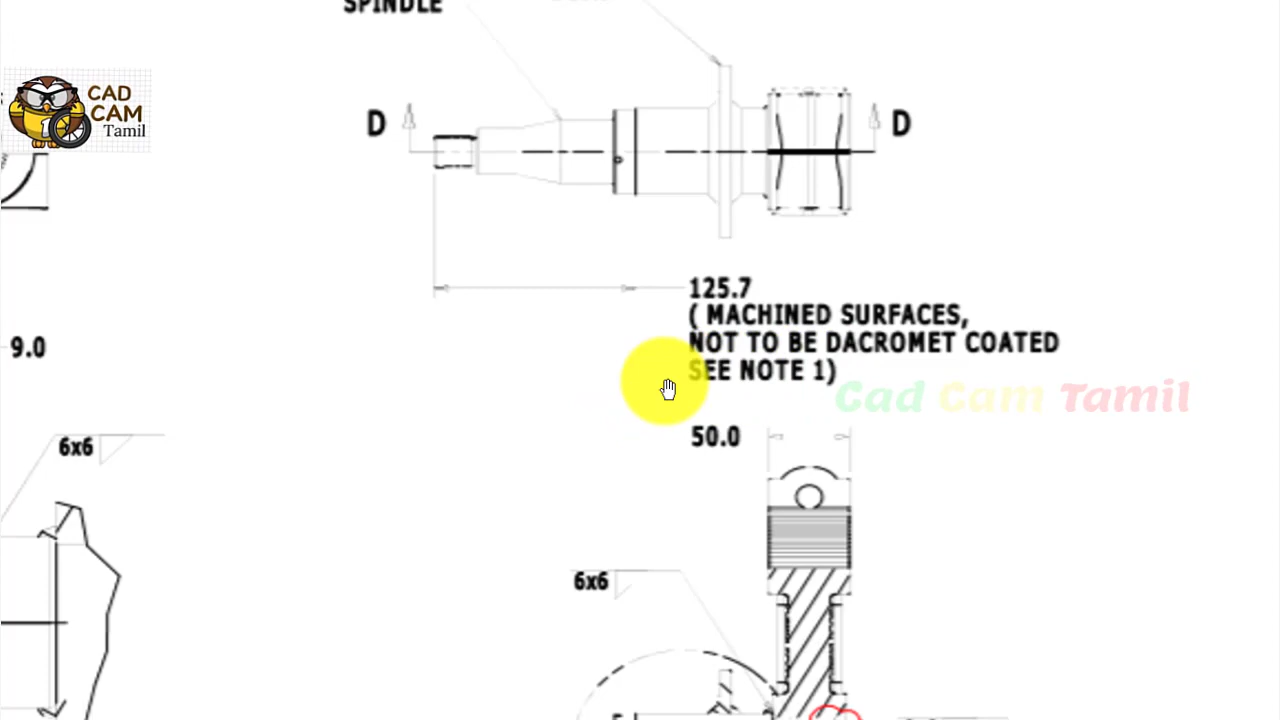 SPINDLE
CAD
CAM
Tamil
D
D
125.7
( MACHINED SURFACES,
NOT TO BE DACROMET COATED
SEE NOTE 1)
9.0
Cad Cam Tamil
50.0
6x6
6x6